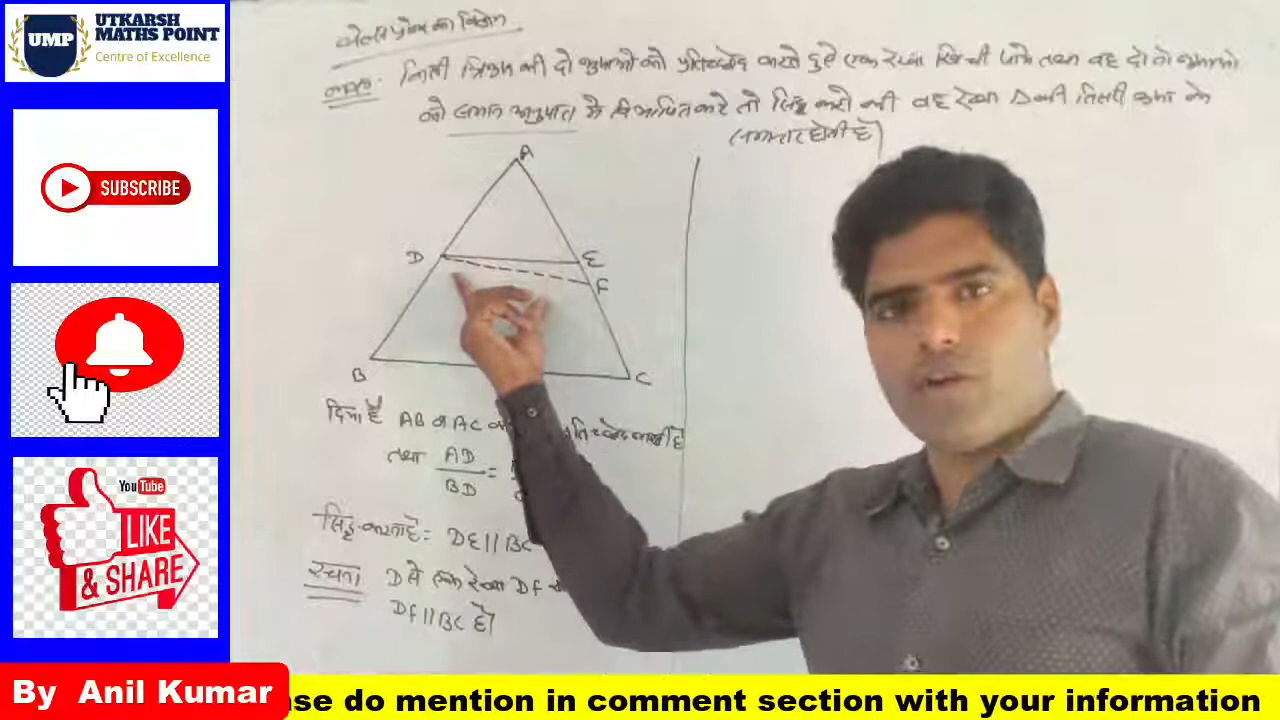 UTKARSH
MATHS POINT
UMP
Centre of Excellence
SUBSCRIBE
YouTube
LIKE
& SHARE
थेल्स प्रमेय का विलोम
किसी त्रिभुज की दो भुजाओं को प्रतिच्छेद करते हुए एक रेखा खिंची जाये तथा वह दोनो भुजाओं
को समान अनुपात में विभाजित करे तो सिद्ध करो की वह रेखा Δ की तिसरी भुजा के
समान्तर होती है
A
D
E
F
B
C
दिया है AB व AC
तथा AD/BD =
सिद्ध करना है = DE||BC
रचना D से एक रेखा DF
DF||BC है
By Anil Kumar
ase do mention in comment section with your information